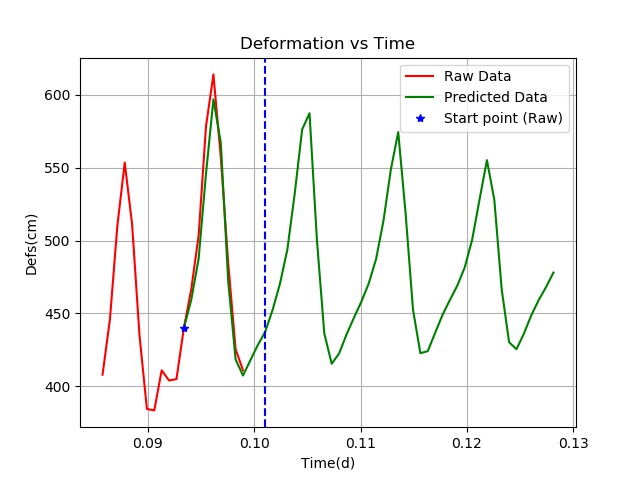 Deformation vs Time
Raw Data
Predicted Data
Start point (Raw)
600
550
500
450
400
Defs(cm)
0.09
0.10
0.11
0.12
0.13
Time(d)